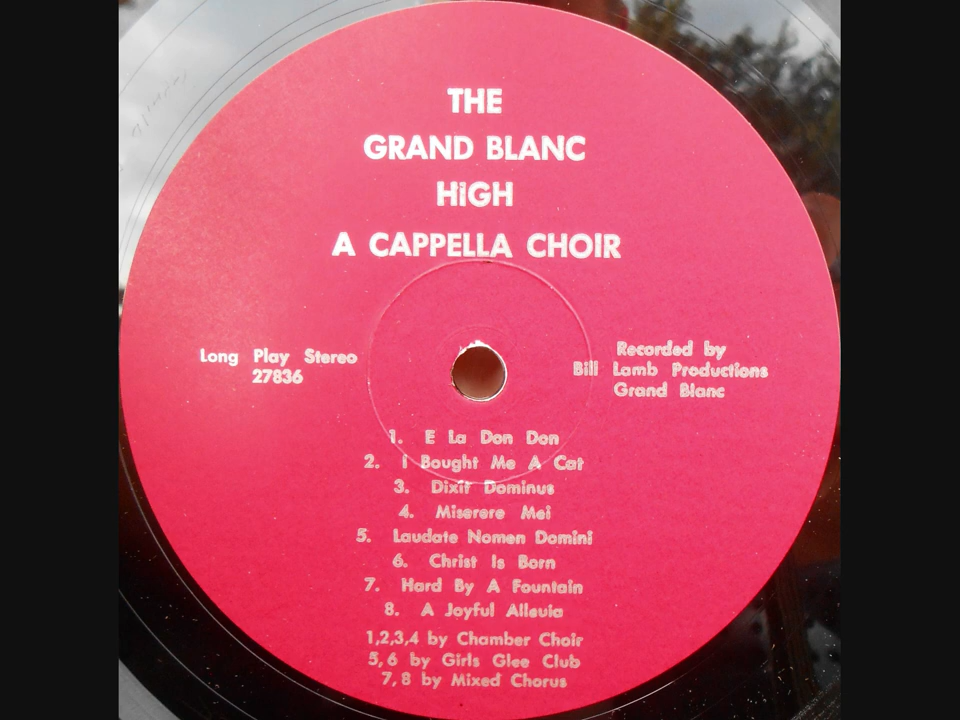 THE
GRAND BLANC
HiGH
A CAPPELLA CHOIR
Long Play Stereo
27836
Recorded by
Bill Lamb Productions
Grand Blanc
1. E La Don Don
2. I Bought Me A Cat
3. Dixit Dominus
4. Miserere Mei
5. Laudate Nomen Domini
6. Christ Is Born
7. Hard By A Fountain
8. A Joyful Alleuia
1,2,3,4 by Chamber Choir
5,6 by Girls Glee Club
7,8 by Mixed Chorus